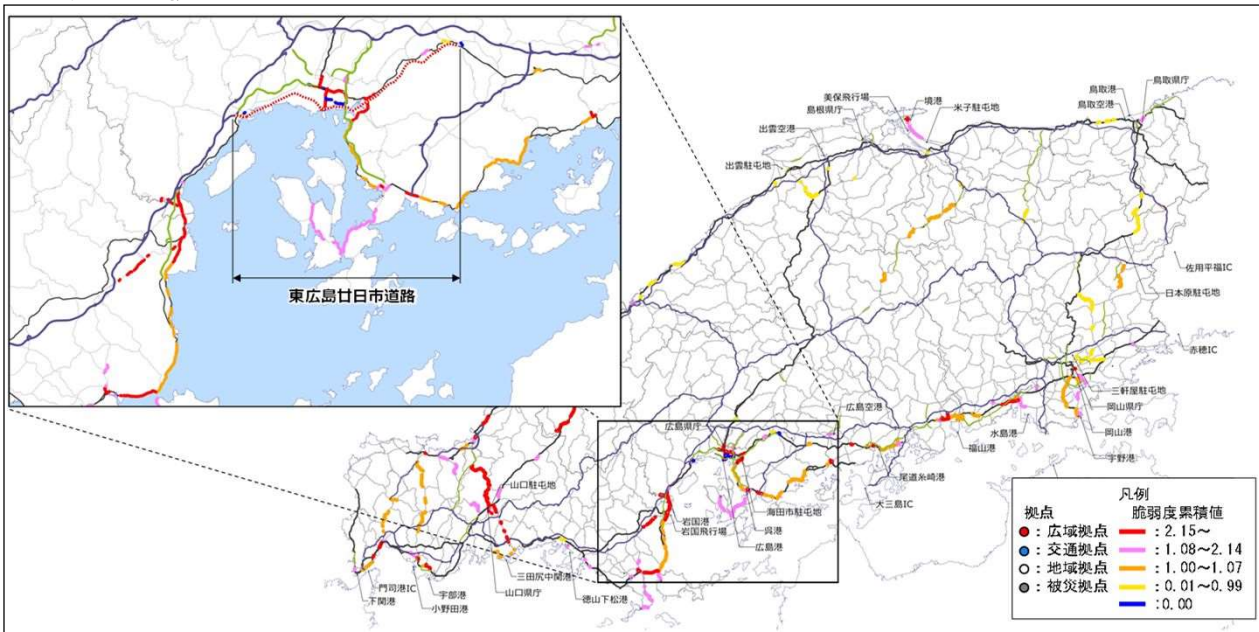 東広島廿日市道路
鳥取県庁
鳥取港
鳥取空港
境港
美保飛行場
米子駐屯地
島根県庁
出雲空港
出雲駐屯地
佐用平福IC
日本原駐屯地
赤穂IC
三軒屋駐屯地
岡山県庁
岡山港
宇野港
水島港
福山港
広島空港
広島県庁
尾道糸崎港
大三島IC
海田市駐屯地
呉港
広島港
岩国港
岩国飛行場
山口駐屯地
三田尻中関港
徳山下松港
山口県庁
門司港IC
宇部港
小野田港
下関港
凡例
拠点 脆弱度累積値
:広域拠点 :2.15~
:交通拠点 :1.08~2.14
:地域拠点 :1.00~1.07
:被災拠点 :0.01~0.99
:0.00